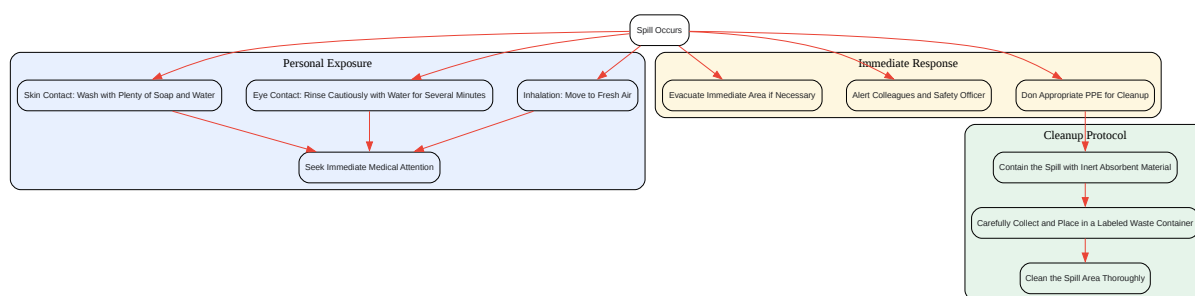 Spill Occurs
Personal Exposure
Immediate Response
Skin Contact: Wash with Plenty of Soap and Water
Eye Contact: Rinse Cautiously with Water for Several Minutes
Inhalation: Move to Fresh Air
Evacuate Immediate Area if Necessary
Alert Colleagues and Safety Officer
Don Appropriate PPE for Cleanup
Cleanup Protocol
Seek Immediate Medical Attention
Contain the Spill with Inert Absorbent Material
Carefully Collect and Place in a Labeled Waste Container
Clean the Spill Area Thoroughly